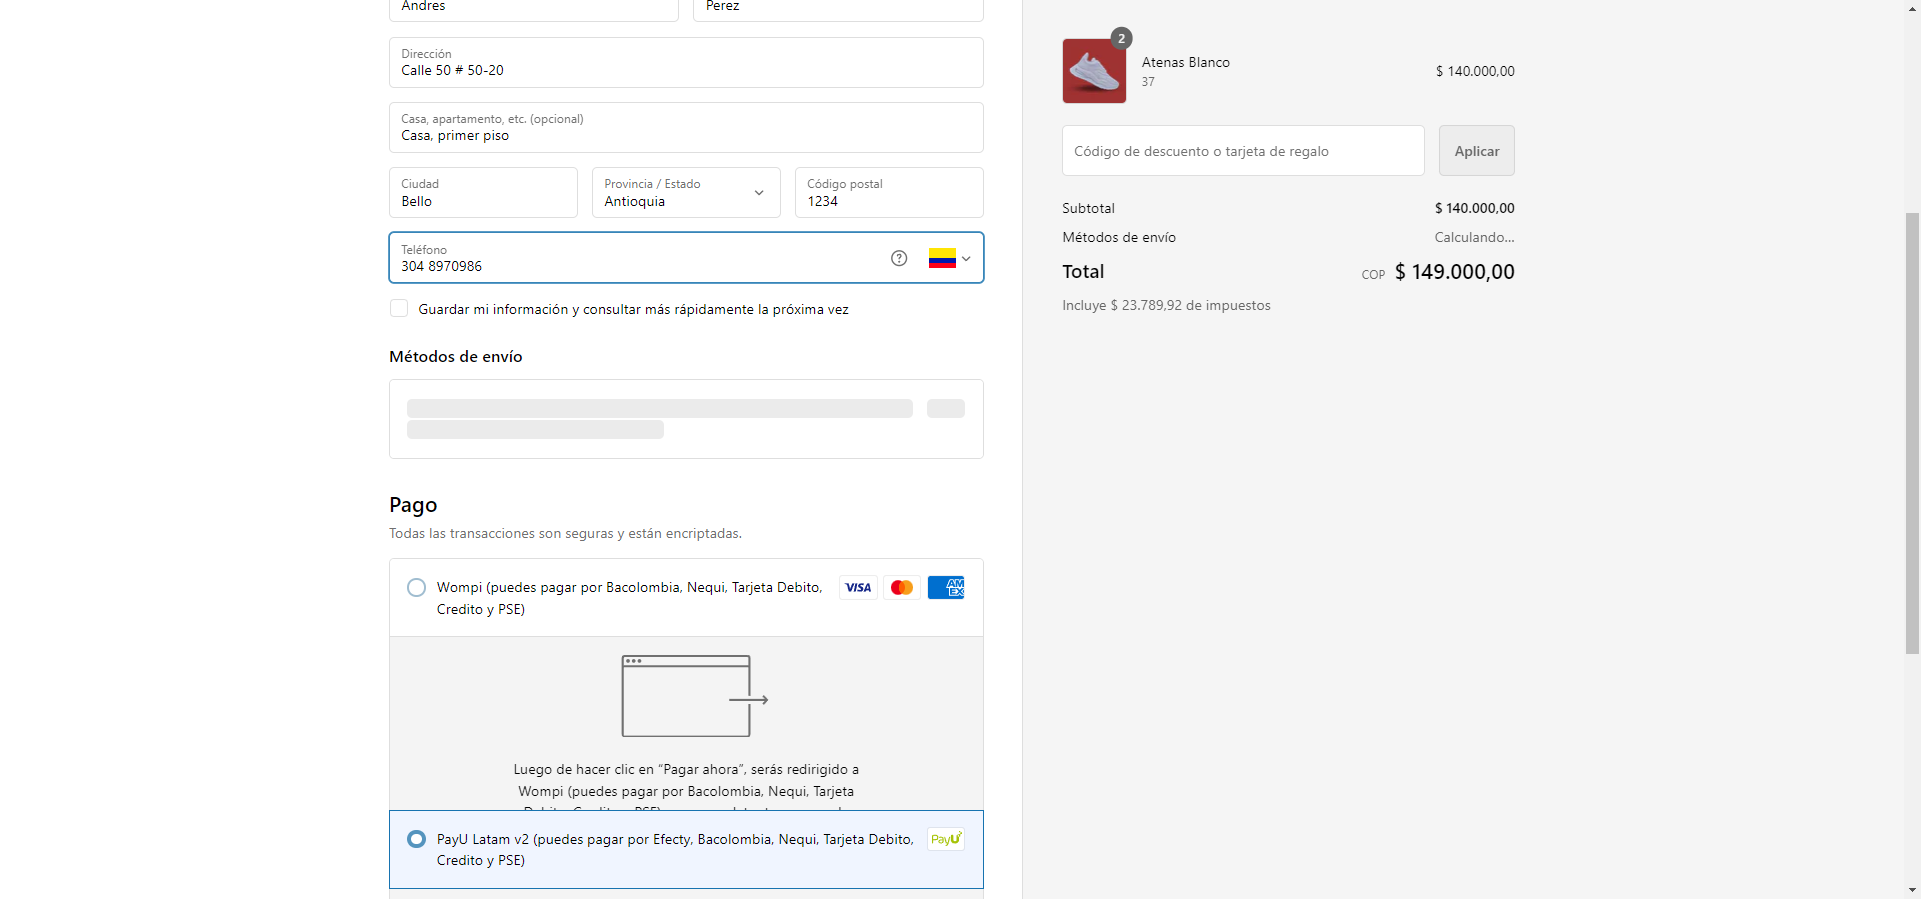 Andres
Perez
Dirección
Calle 50 # 50-20
Casa, apartamento, etc. (opcional)
Casa, primer piso
Ciudad
Bello
Provincia / Estado
Antioquia
Código postal
1234
Teléfono
304 8970986
Guardar mi información y consultar más rápidamente la próxima vez
Métodos de envío
Pago
Todas las transacciones son seguras y están encriptadas.
Wompi (puedes pagar por Bacolombia, Nequi, Tarjeta Debito,
Credito y PSE)
VISA
AM
EX
Luego de hacer clic en “Pagar ahora”, serás redirigido a
Wompi (puedes pagar por Bacolombia, Nequi, Tarjeta
PayU Latam v2 (puedes pagar por Efecty, Bacolombia, Nequi, Tarjeta Debito,
Credito y PSE)
PayU
2
Atenas Blanco
37
$ 140.000,00
Código de descuento o tarjeta de regalo
Aplicar
Subtotal
$ 140.000,00
Métodos de envío
Calculando...
Total
COP $ 149.000,00
Incluye $ 23.789,92 de impuestos